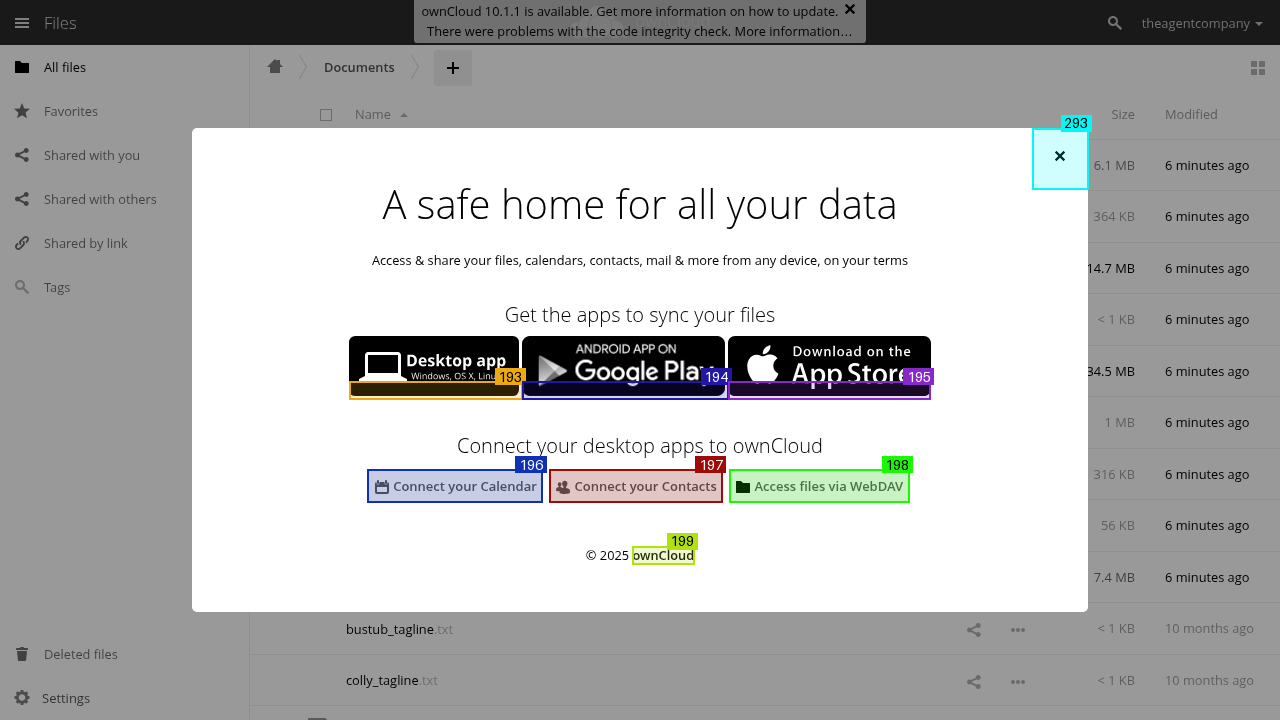 ownCloud 10.1.1 is available. Get more information on how to update.
There were problems with the code integrity check. More information…
Files
theagentcompany
All files
Favorites
Shared with you
Shared with others
Shared by link
Tags
Deleted files
Settings
Documents
Name
Size
Modified
293
A safe home for all your data
Access & share your files, calendars, contacts, mail & more from any device, on your terms
Get the apps to sync your files
Desktop app
Windows, OS X,
193
ANDROID APP ON
Google Play
194
Download on the
App Store
195
Connect your desktop apps to ownCloud
196
Connect your Calendar
197
Connect your Contacts
198
Access files via WebDAV
199
© 2025 ownCloud
6.1 MB 6 minutes ago
364 KB 6 minutes ago
14.7 MB 6 minutes ago
< 1 KB 6 minutes ago
34.5 MB 6 minutes ago
1 MB 6 minutes ago
316 KB 6 minutes ago
56 KB 6 minutes ago
7.4 MB 6 minutes ago
bustub_tagline.txt < 1 KB 10 months ago
colly_tagline.txt < 1 KB 10 months ago